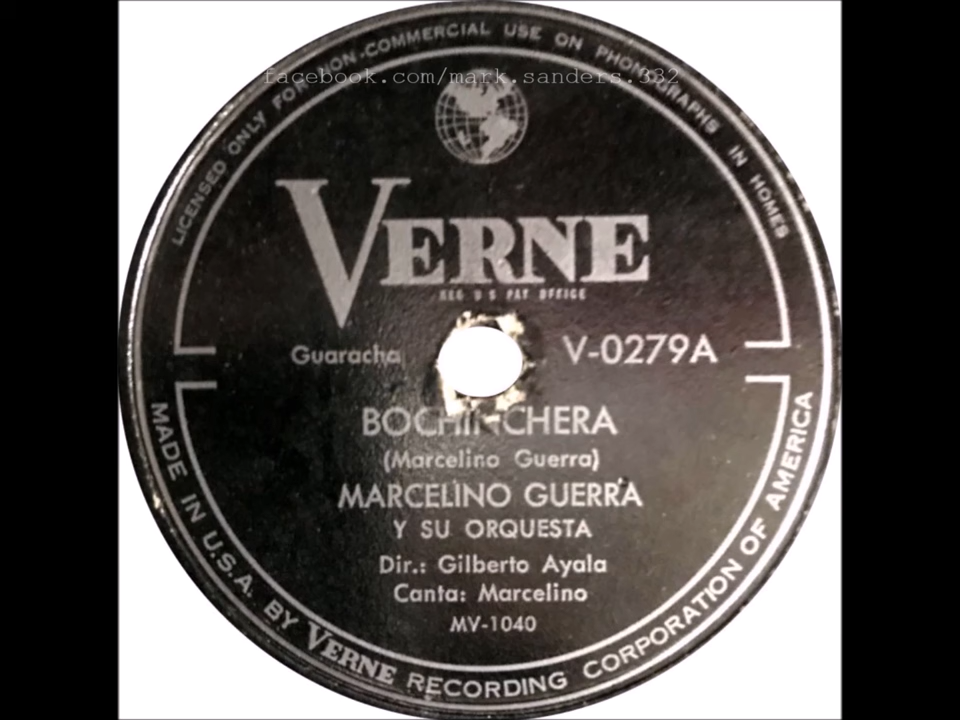 LICENSED ONLY FOR NON-COMMERCIAL USE ON PHONOGRAPHS IN HOMES
facebook.com/mark.sanders.332
VERNE
REG U S PAT OFFICE
Guaracha
V-0279A
BOCHINCHERA
(Marcelino Guerra)
MARCELINO GUERRA
Y SU ORQUESTA
Dir.: Gilberto Ayala
Canta: Marcelino
MV-1040
MADE IN U.S.A. BY VERNE RECORDING CORPORATION OF AMERICA